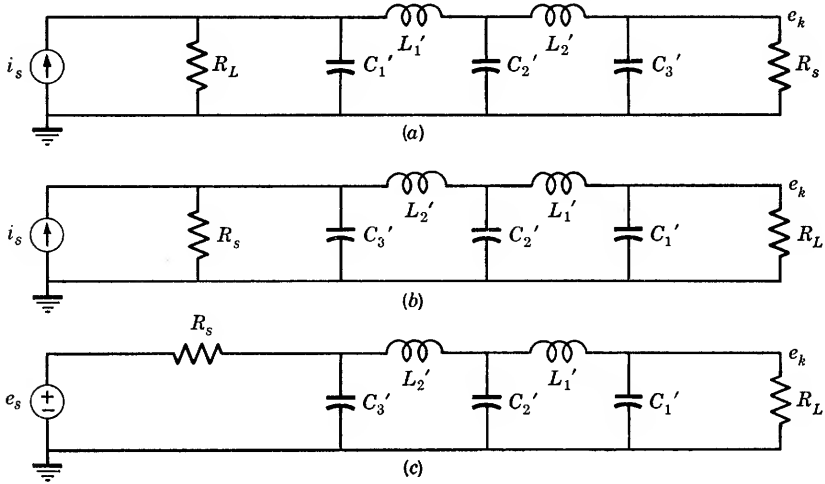 i_s R_L C_1' L_1' C_2' L_2' C_3' e_k R_s
(a)
i_s R_s C_3' L_2' C_2' L_1' C_1' e_k R_L
(b)
R_s
e_s + − C_3' L_2' C_2' L_1' C_1' e_k R_L
(c)